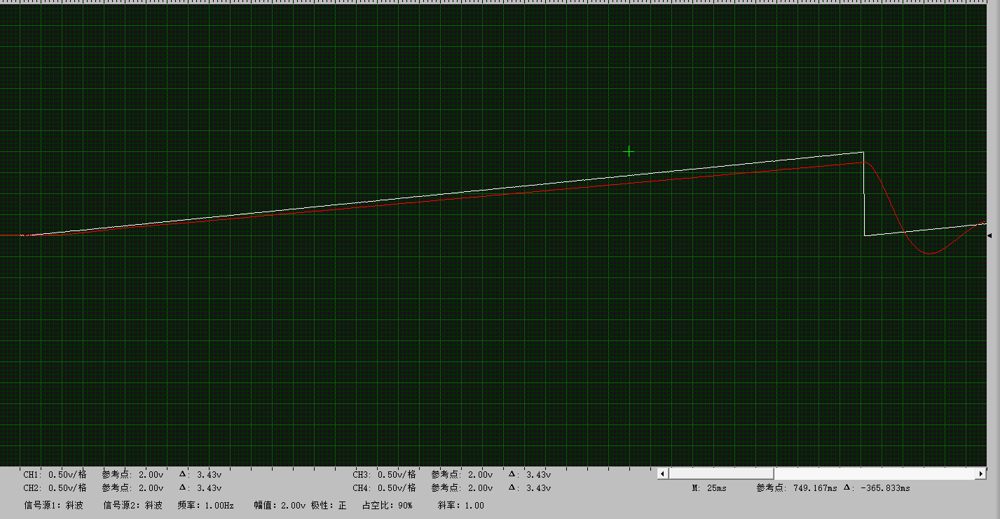 CH1: 0.50v/格 参考点: 2.00v Δ: 3.43v CH3: 0.50v/格 参考点: 2.00v Δ: 3.43v
CH2: 0.50v/格 参考点: 2.00v Δ: 3.43v CH4: 0.50v/格 参考点: 2.00v Δ: 3.43v M: 25ms 参考点: 749.167ms Δ: -365.833ms
信号源1: 斜波 信号源2: 斜波 频率: 1.00Hz 幅值: 2.00v 极性: 正 占空比: 90% 斜率: 1.00